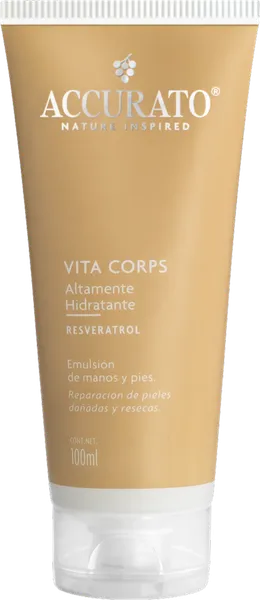 ACCURATO®
NATURE INSPIRED
VITA CORPS
Altamente
Hidratante
RESVERATROL
Emulsión
de manos y pies.
Reparación de pieles
dañadas y resecas.
CONT. NET.
100ml